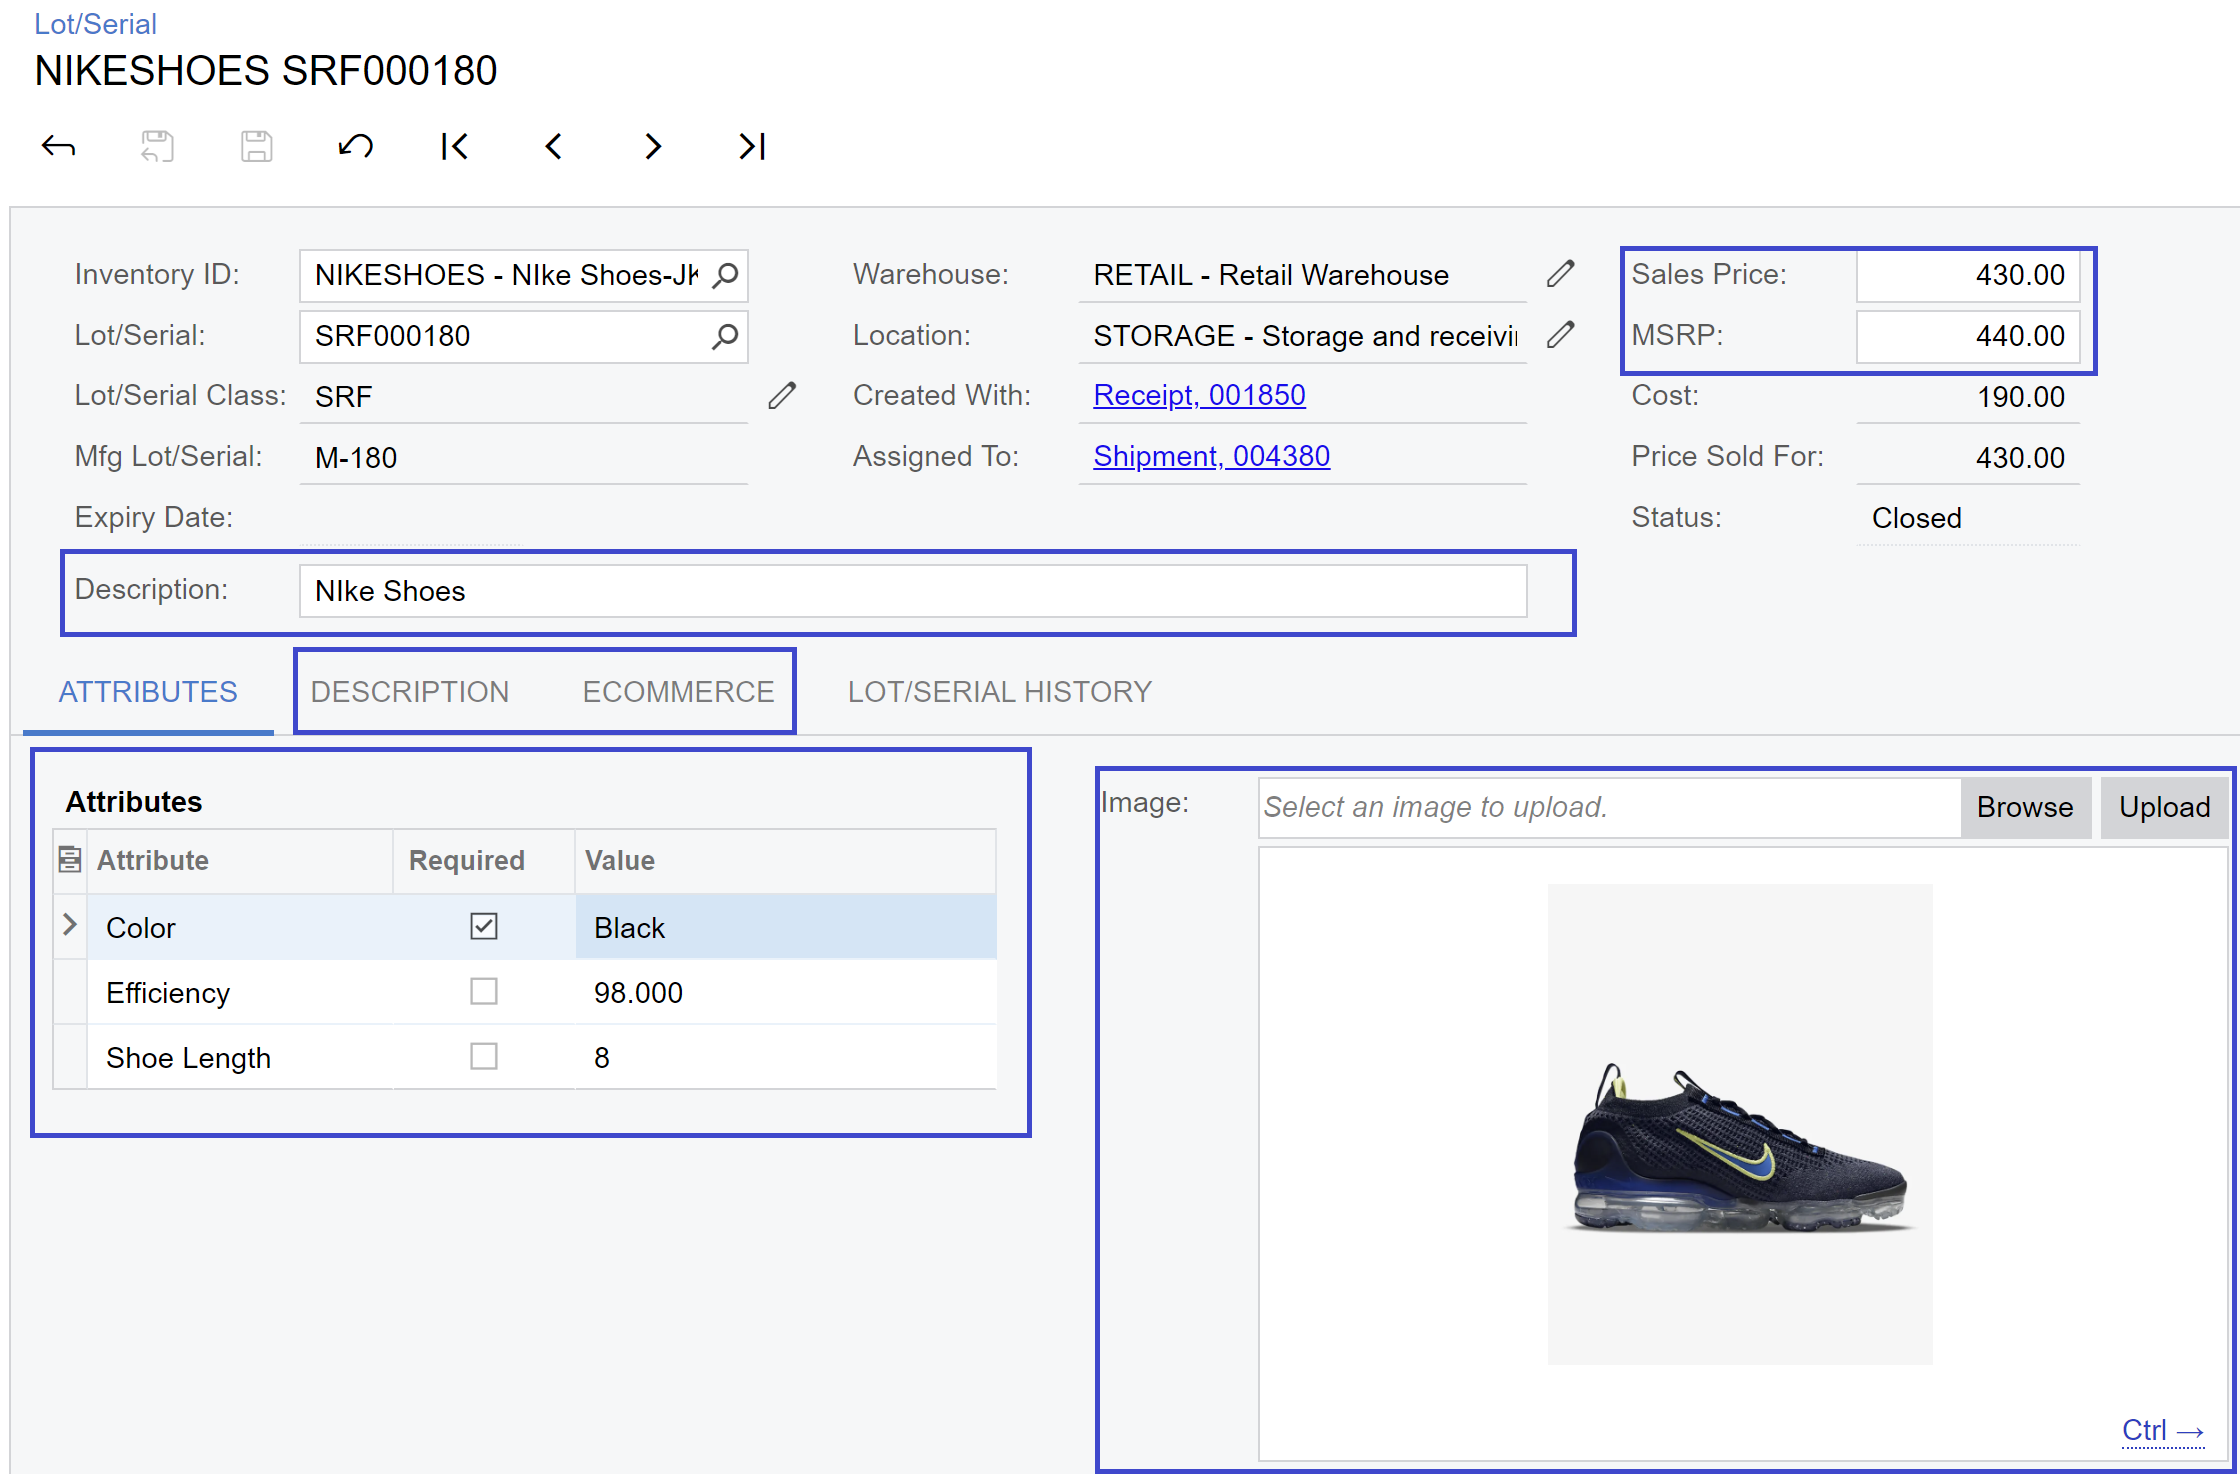 Lot/Serial
NIKESHOES SRF000180
Inventory ID: NIKESHOES - NIke Shoes-JK
Warehouse: RETAIL - Retail Warehouse
Sales Price: 430.00
Lot/Serial: SRF000180
Location: STORAGE - Storage and receivi
MSRP: 440.00
Lot/Serial Class: SRF
Created With: Receipt, 001850
Cost: 190.00
Mfg Lot/Serial: M-180
Assigned To: Shipment, 004380
Price Sold For: 430.00
Expiry Date:
Status: Closed
Description: NIke Shoes
ATTRIBUTES DESCRIPTION ECOMMERCE LOT/SERIAL HISTORY
Attributes
Attribute Required Value
Color Black
Efficiency 98.000
Shoe Length 8
Image: Select an image to upload. Browse Upload
Ctrl →